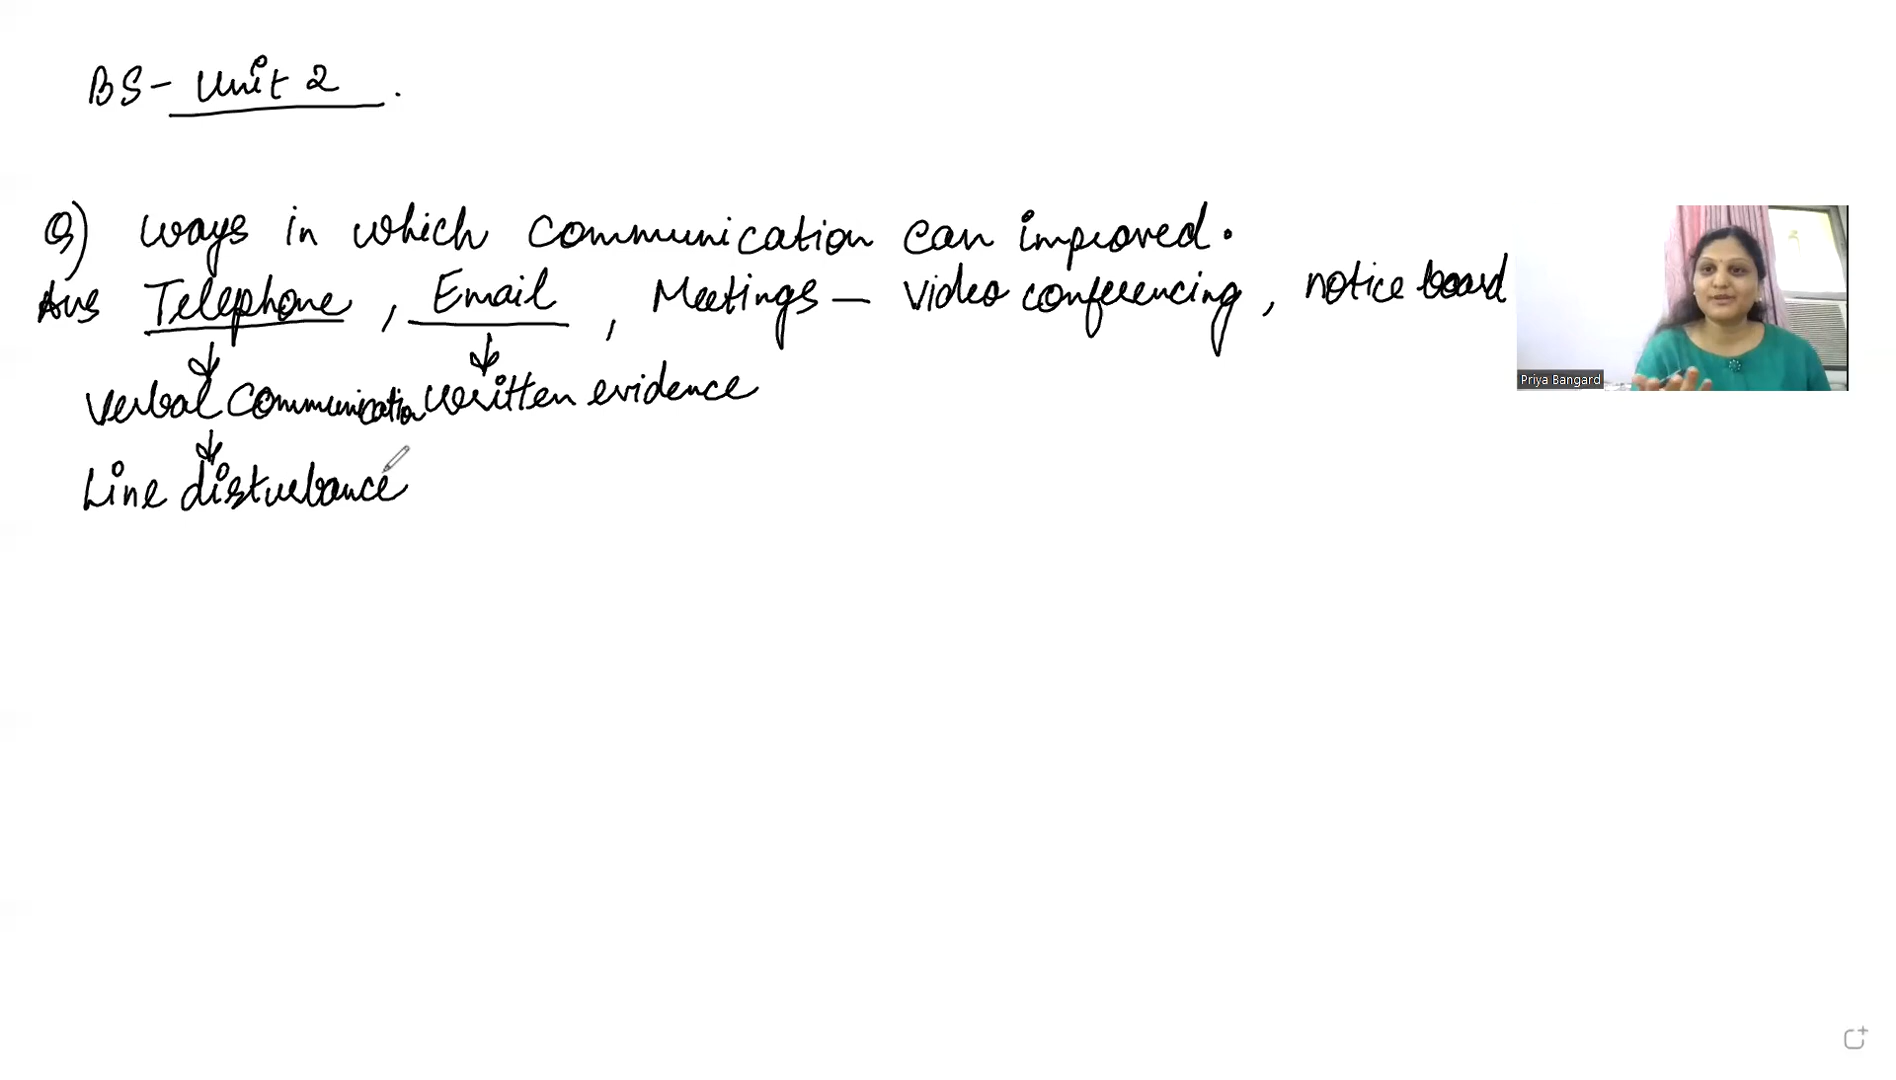 BS- Unit 2 .
Q) ways in which communication can improved.
Ans Telephone , Email , Meetings — Video conferencing , notice board
Verbal Communication Written evidence
Line disturbance
Priya Bangard